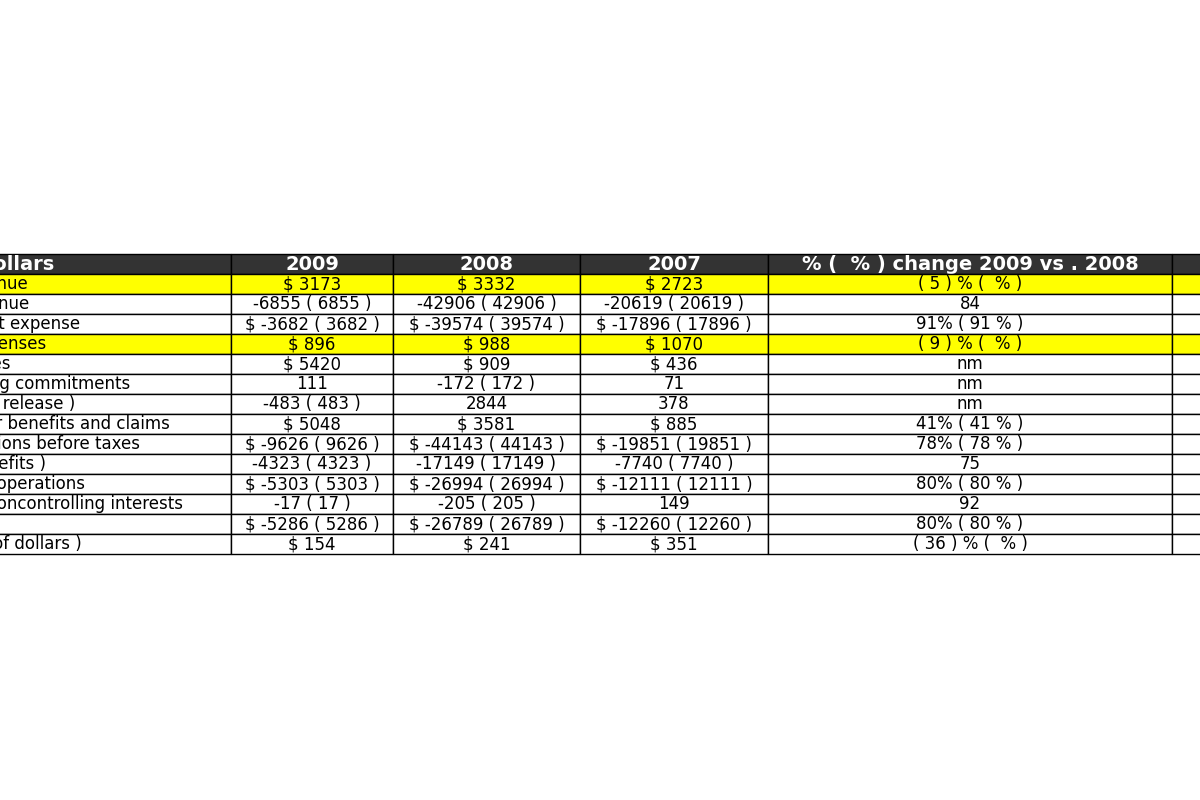 ollars 2009 2008 2007 % ( % ) change 2009 vs . 2008
nue $ 3173 $ 3332 $ 2723 ( 5 ) % ( % )
nue -6855 ( 6855 ) -42906 ( 42906 ) -20619 ( 20619 ) 84
t expense $ -3682 ( 3682 ) $ -39574 ( 39574 ) $ -17896 ( 17896 ) 91% ( 91 % )
enses $ 896 $ 988 $ 1070 ( 9 ) % ( % )
es $ 5420 $ 909 $ 436 nm
g commitments 111 -172 ( 172 ) 71 nm
release ) -483 ( 483 ) 2844 378 nm
r benefits and claims $ 5048 $ 3581 $ 885 41% ( 41 % )
ions before taxes $ -9626 ( 9626 ) $ -44143 ( 44143 ) $ -19851 ( 19851 ) 78% ( 78 % )
efits ) -4323 ( 4323 ) -17149 ( 17149 ) -7740 ( 7740 ) 75
operations $ -5303 ( 5303 ) $ -26994 ( 26994 ) $ -12111 ( 12111 ) 80% ( 80 % )
oncontrolling interests -17 ( 17 ) -205 ( 205 ) 149 92
$ -5286 ( 5286 ) $ -26789 ( 26789 ) $ -12260 ( 12260 ) 80% ( 80 % )
of dollars ) $ 154 $ 241 $ 351 ( 36 ) % ( % )